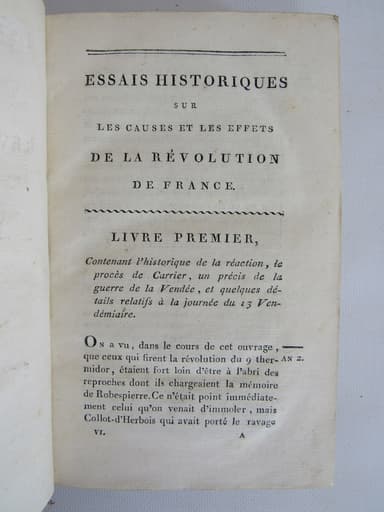 ESSAIS HISTORIQUES
SUR
LES CAUSES ET LES EFFETS
DE LA RÉVOLUTION
DE FRANCE.
LIVRE PREMIER,
Contenant l'historique de la réaction, le
procès de Carrier, un précis de la
guerre de la Vendée, et quelques dé-
tails relatifs à la journée du 13 Ven-
démiaire.
ON a vu, dans le cours de cet ouvrage,
que ceux qui firent la révolution du 9 ther- AN 2.
midor, étaient fort loin d'être à l'abri des
reproches dont ils chargeaient la mémoire
de Robespierre. Ce n'était point immédiate-
ment celui qu'on venait d'immoler, mais
Collot-d'Herbois qui avait porté le ravage
VI. A